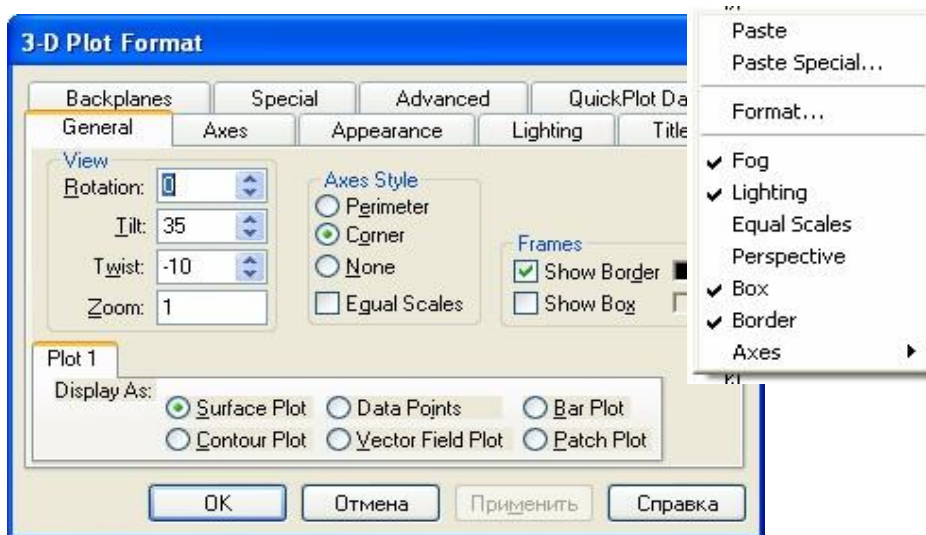 3-D Plot Format
Backplanes Special Advanced QuickPlot Da
General Axes Appearance Lighting Title
View
Rotation: 0
Tilt: 35
Twist: -10
Zoom: 1
Axes Style
Perimeter
Corner
None
Equal Scales
Frames
Show Border
Show Box
Plot 1
Display As:
Surface Plot Data Points Bar Plot
Contour Plot Vector Field Plot Patch Plot
OK Отмена Применить Справка
Paste
Paste Special...
Format...
Fog
Lighting
Equal Scales
Perspective
Box
Border
Axes